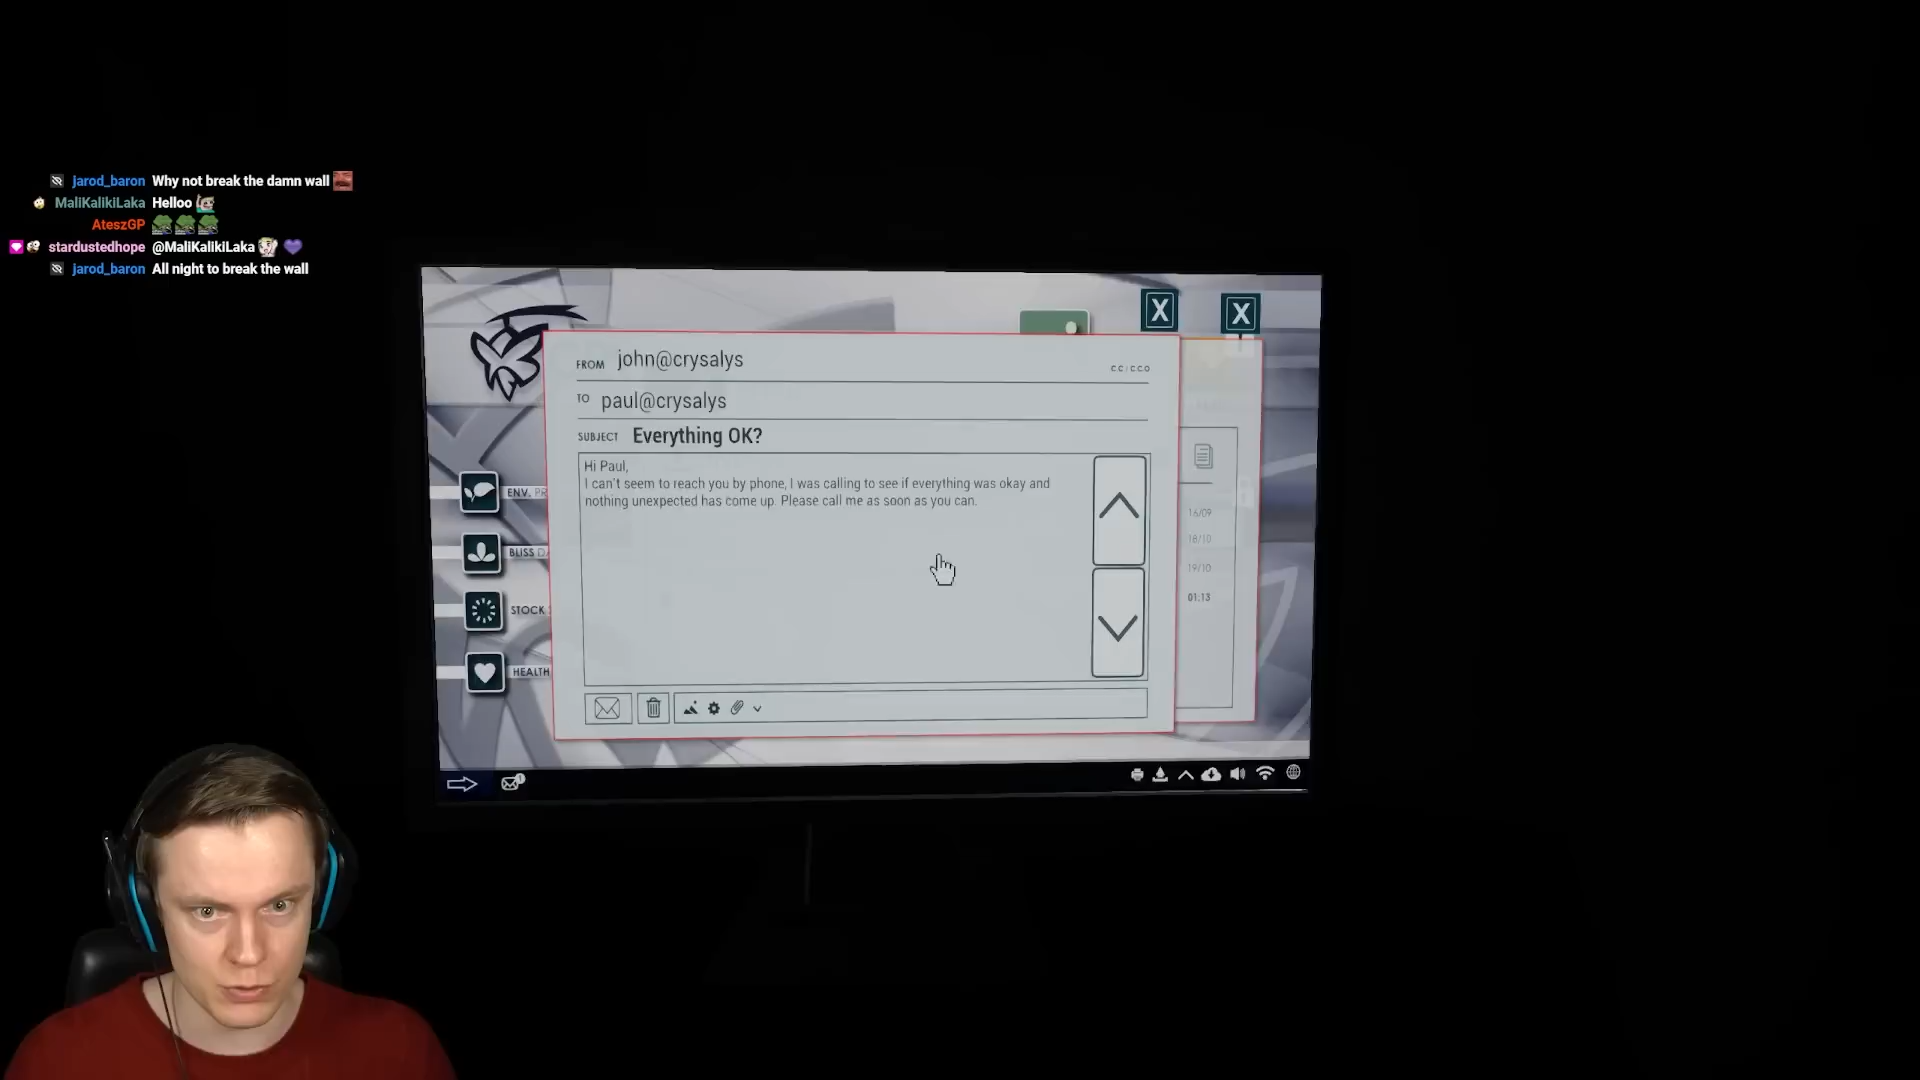 jarod_baron Why not break the damn wall
MaliKalikiLaka Helloo
AteszGP
stardustedhope @MaliKalikiLaka
jarod_baron All night to break the wall
X X
FROM john@crysalys
C.C : C.C.O
TO paul@crysalys
SUBJECT Everything OK?
Hi Paul,
I can't seem to reach you by phone, I was calling to see if everything was okay and
nothing unexpected has come up. Please call me as soon as you can.
ENV. PR
BLISS DA
STOCK
HEALTH
16/09
18/10
19/10
01:13
1